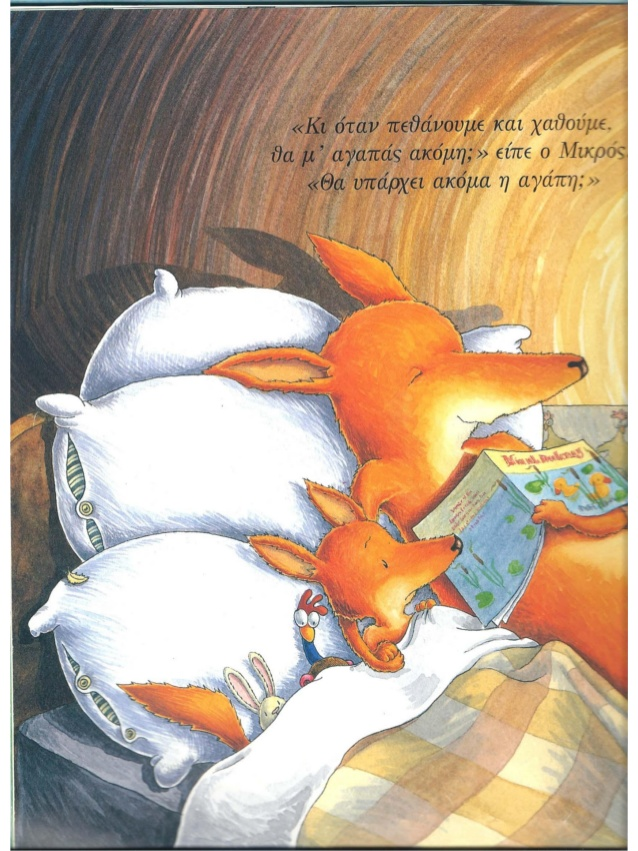 «Κι όταν πεθάνουμε και χαθούμε,
θα μ' αγαπάς ακόμη;» είπε ο Μικρός.
«Θα υπάρχει ακόμα η αγάπη;»